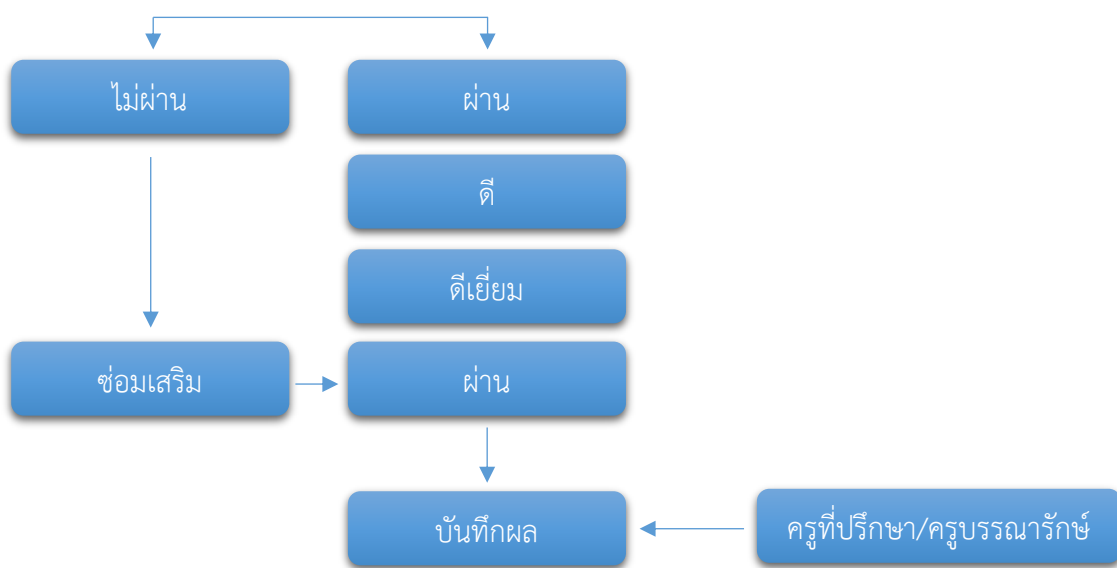 ไม่ผ่าน
ผ่าน
ดี
ดีเยี่ยม
ซ่อมเสริม
ผ่าน
บันทึกผล
ครูที่ปรึกษา/ครูบรรณารักษ์